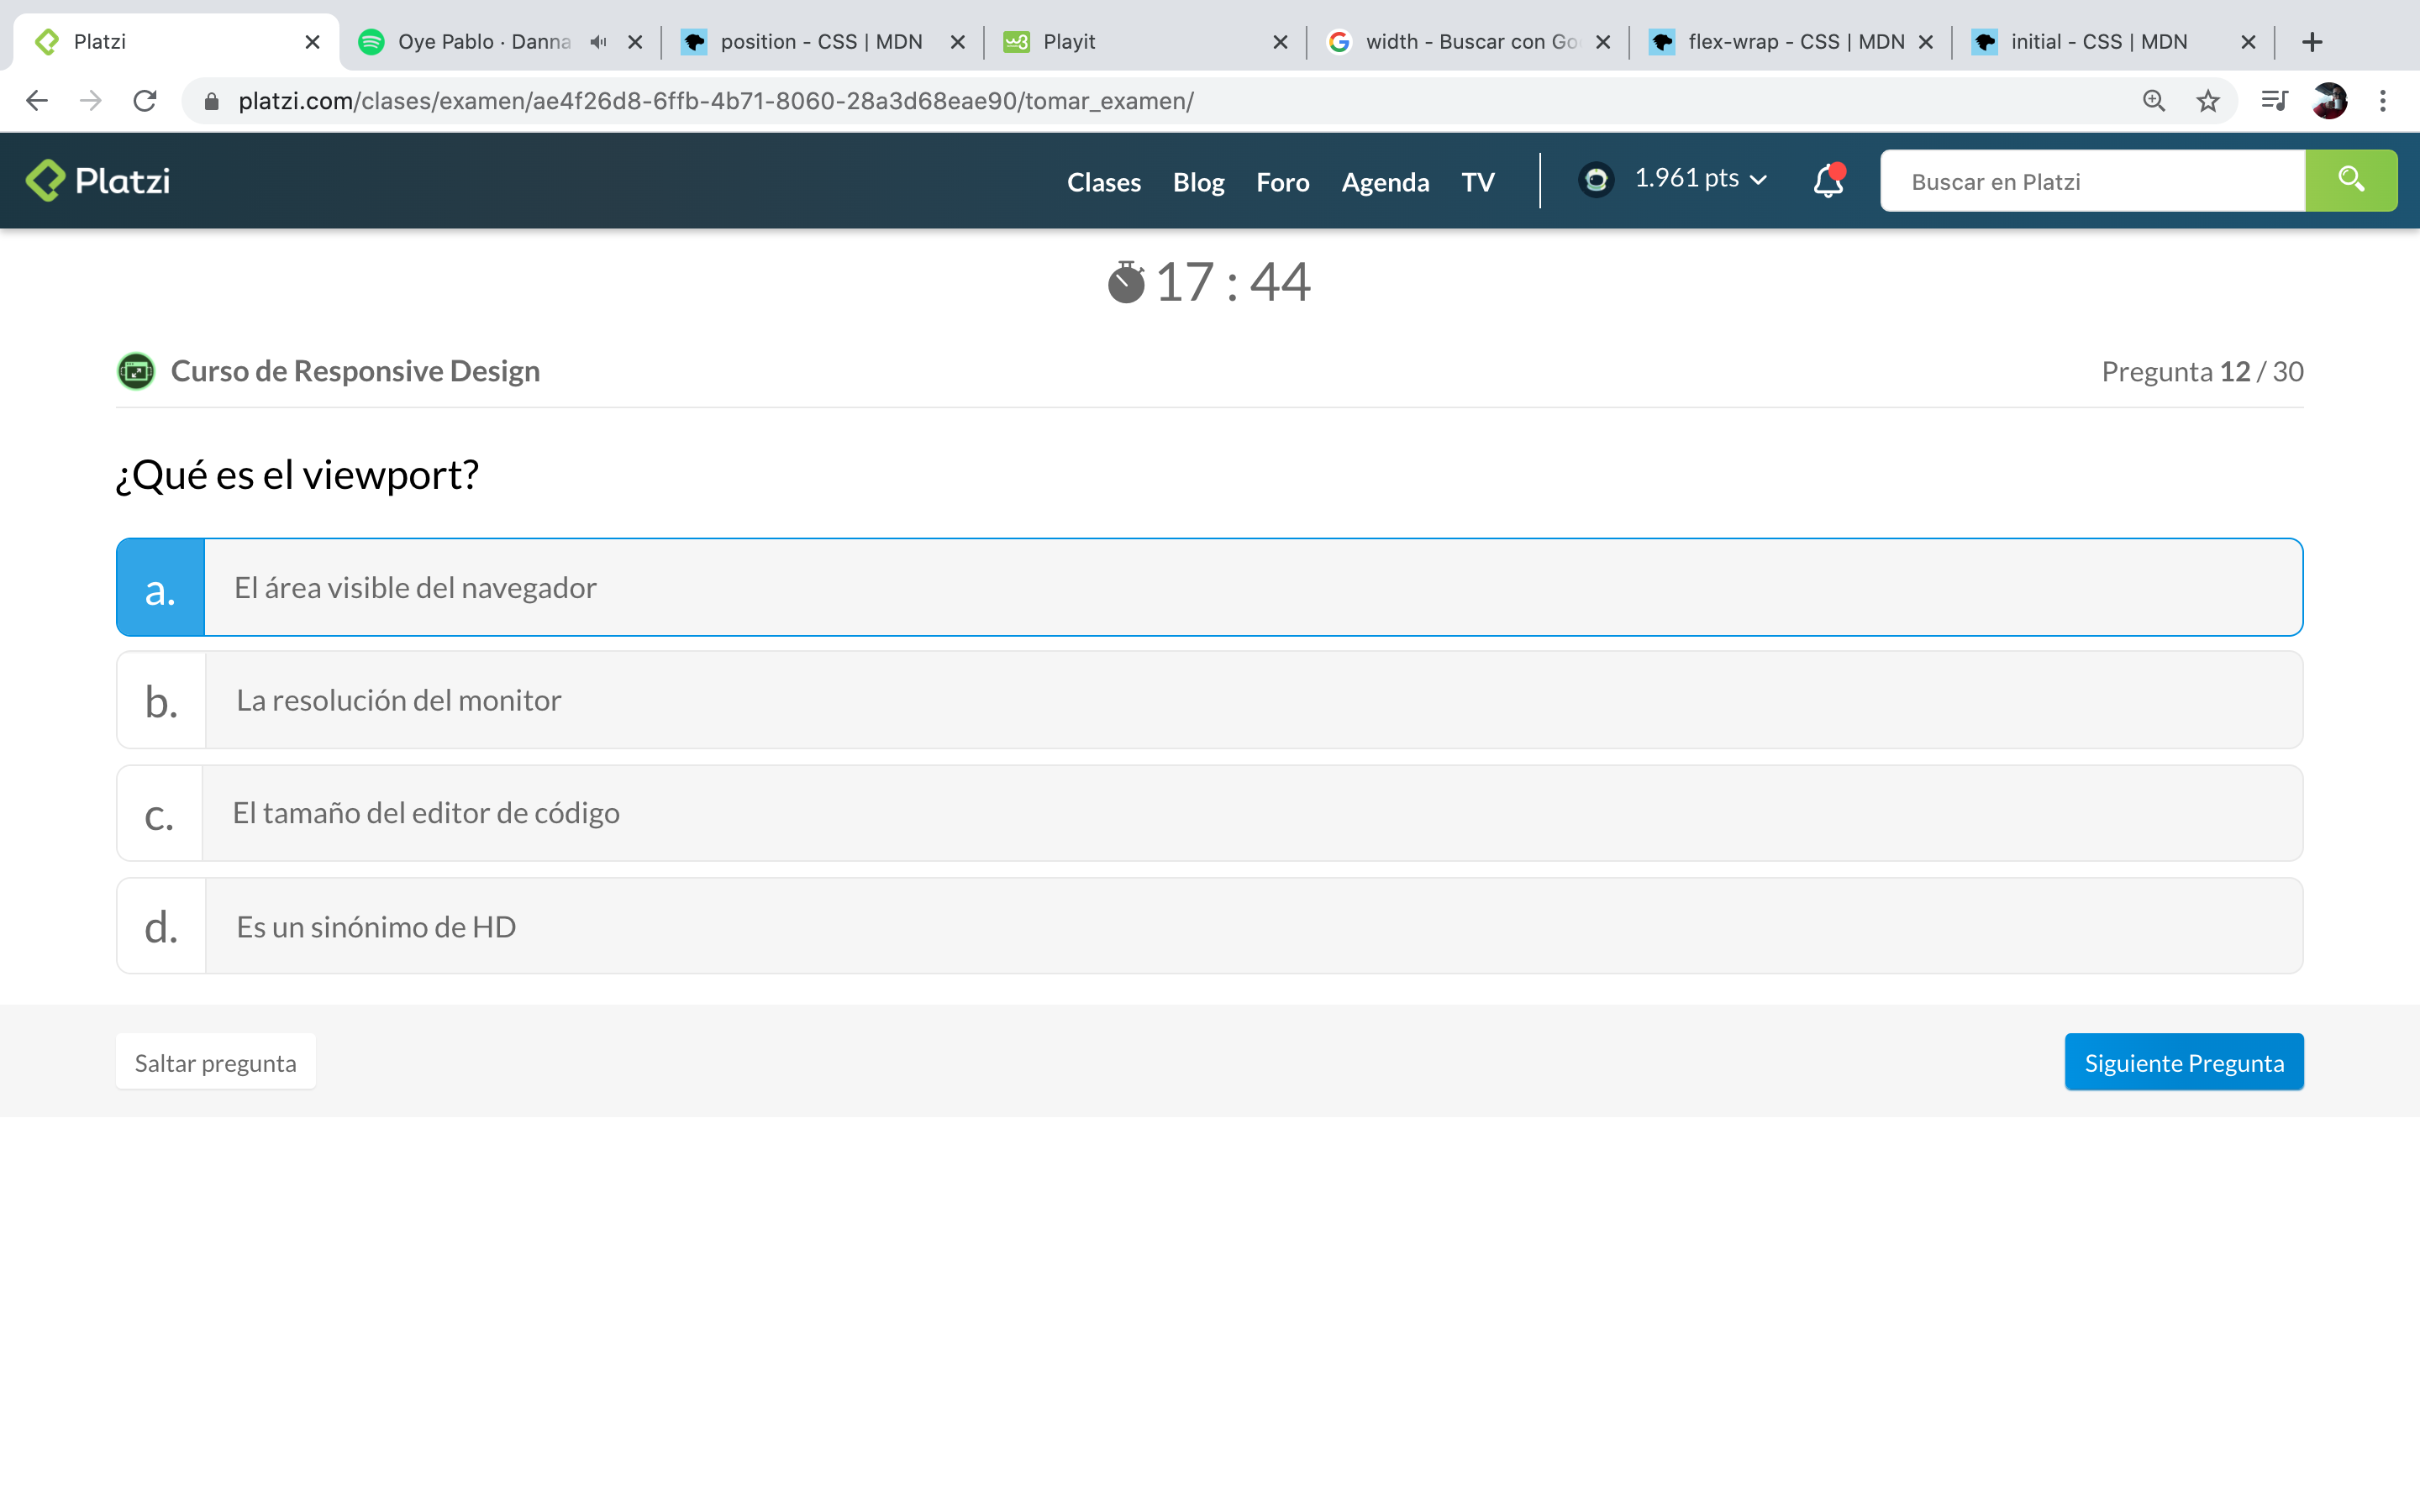 Platzi
Oye Pablo · Danna
position - CSS | MDN
Playit
width - Buscar con Go
flex-wrap - CSS | MDN
initial - CSS | MDN
platzi.com/clases/examen/ae4f26d8-6ffb-4b71-8060-28a3d68eae90/tomar_examen/
Platzi
Clases
Blog
Foro
Agenda
TV
1.961 pts
Buscar en Platzi
17 : 44
Curso de Responsive Design
Pregunta 12 / 30
¿Qué es el viewport?
a. El área visible del navegador
b. La resolución del monitor
c. El tamaño del editor de código
d. Es un sinónimo de HD
Saltar pregunta
Siguiente Pregunta